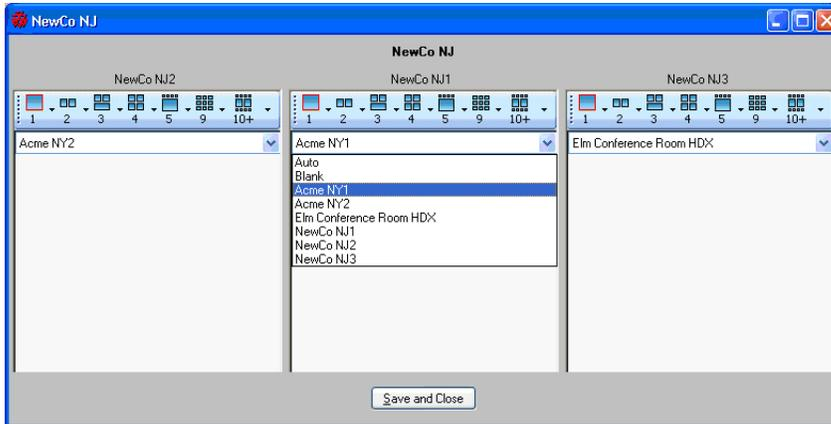 NewCo NJ
NewCo NJ
NewCo NJ2
1 2 3 4 5 9 10+
Acme NY2
NewCo NJ1
1 2 3 4 5 9 10+
Acme NY1
Auto
Blank
Acme NY1
Acme NY2
Elm Conference Room HDX
NewCo NJ1
NewCo NJ2
NewCo NJ3
NewCo NJ3
1 2 3 4 5 9 10+
Elm Conference Room HDX
Save and Close